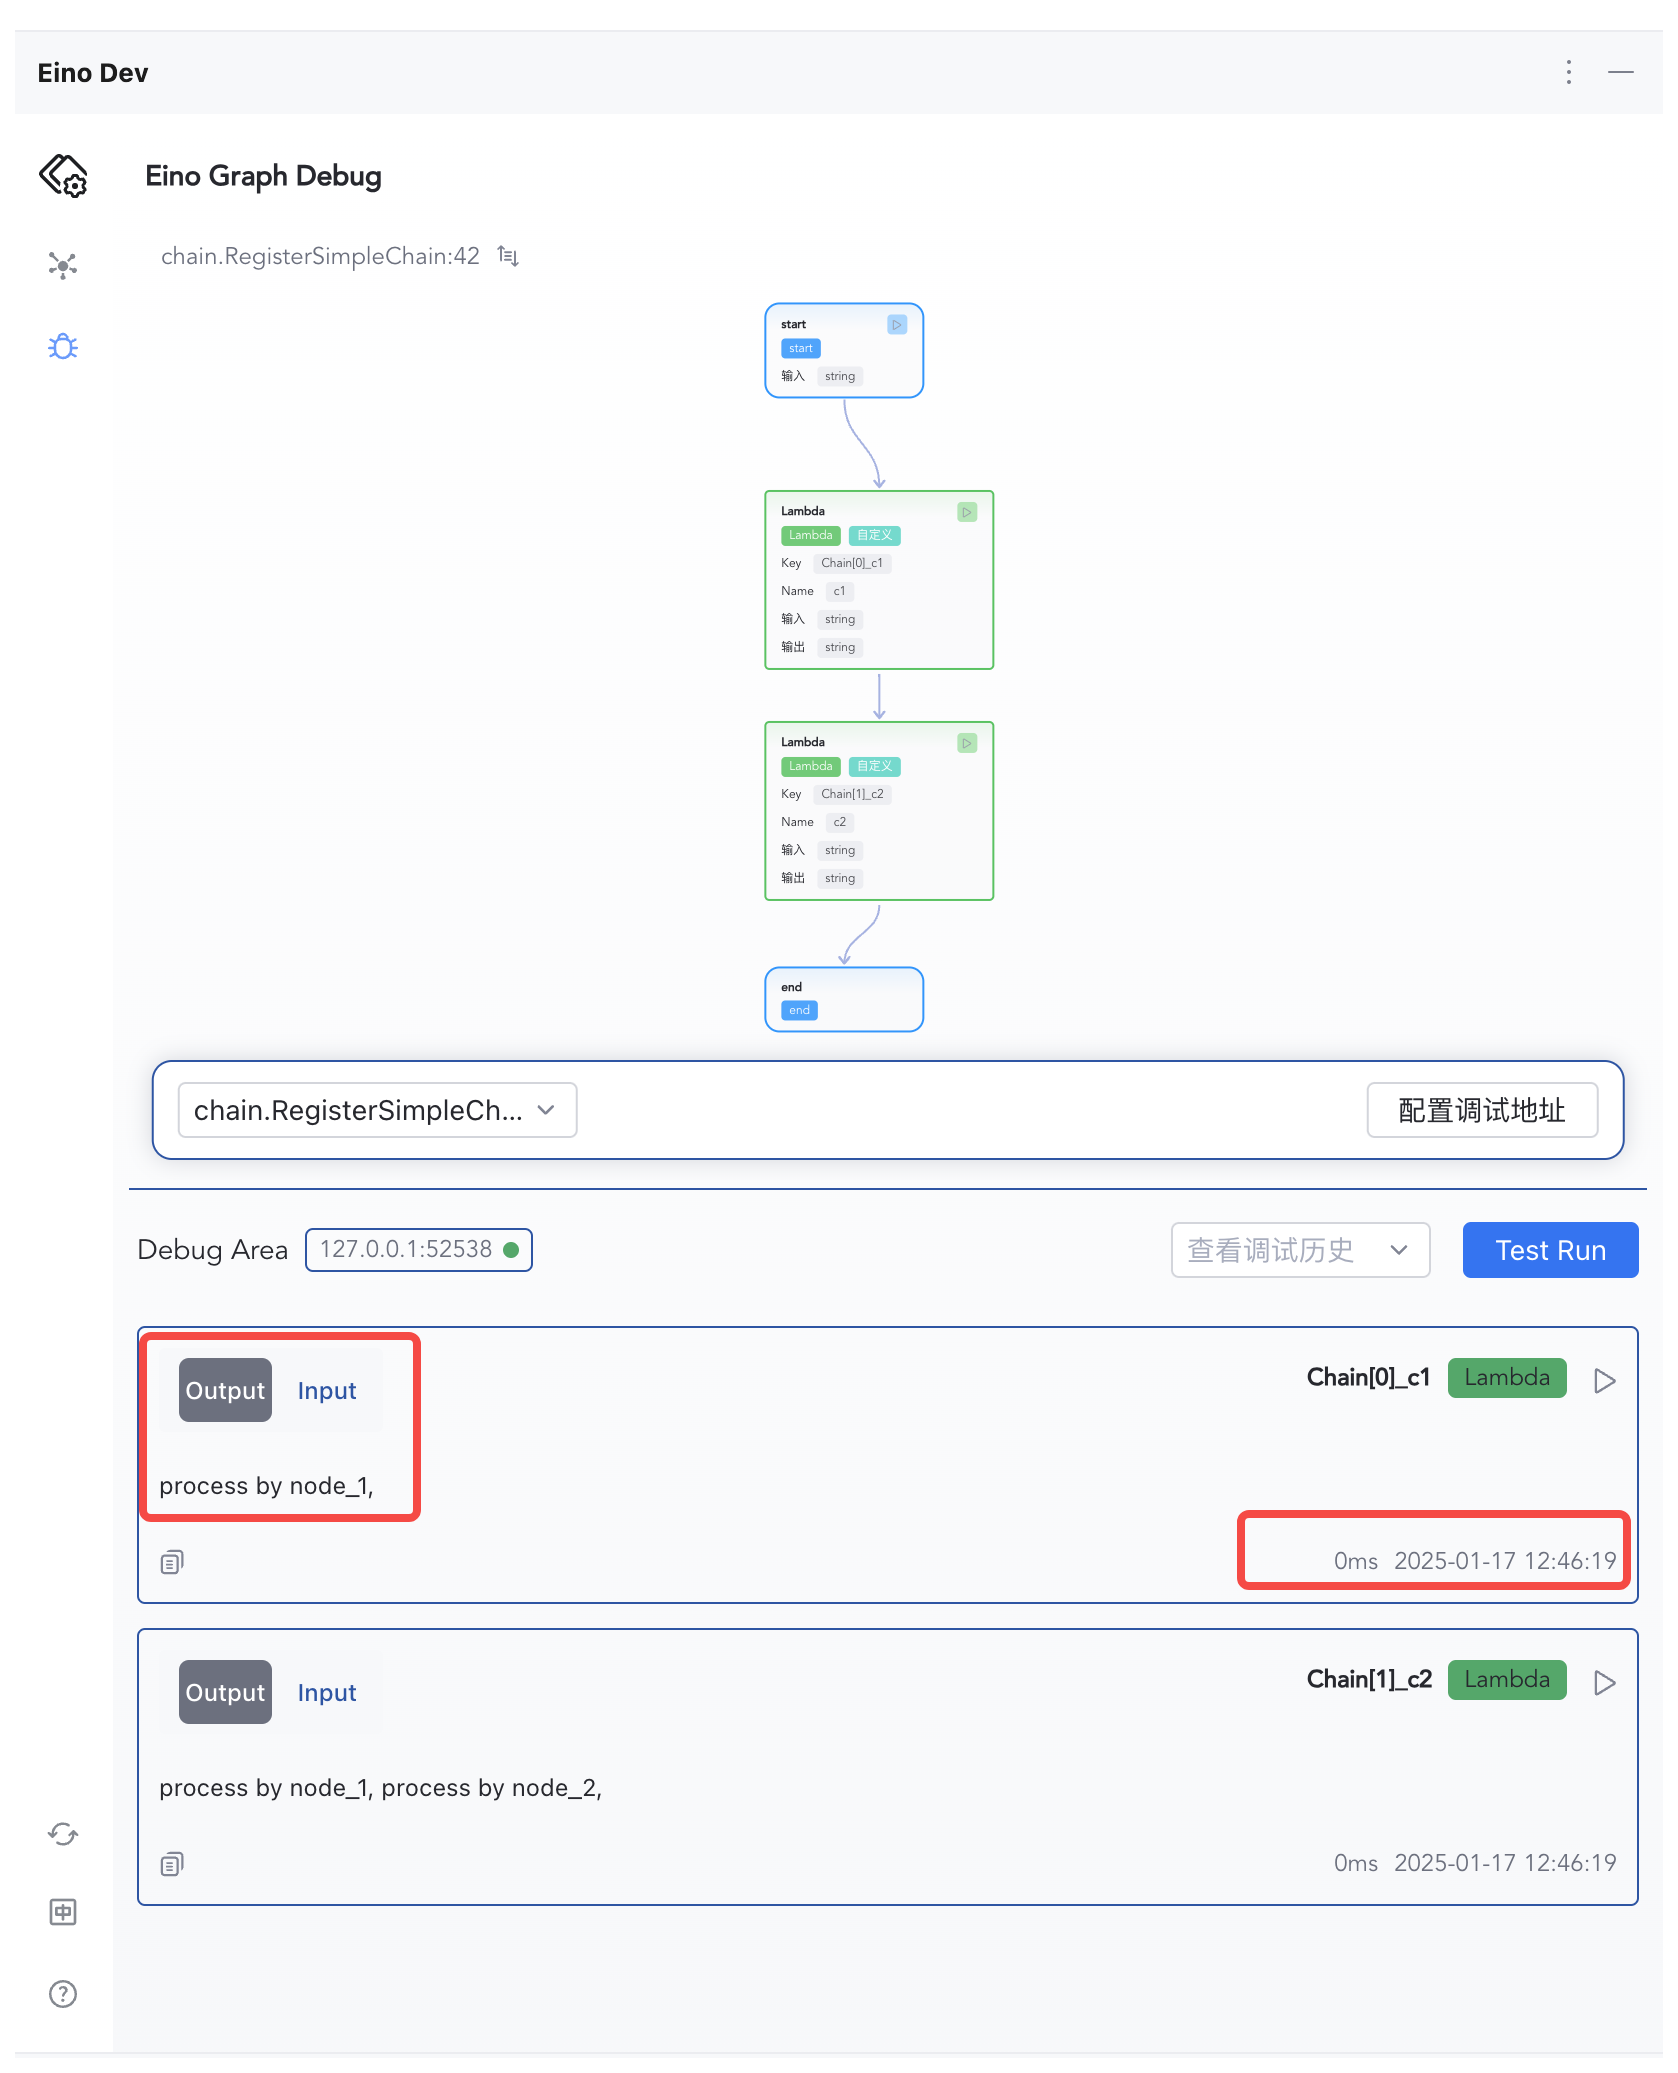 Eino Dev
Eino Graph Debug
chain.RegisterSimpleChain:42
start
start
输入 string
Lambda
Lambda 自定义
Key Chain[0]_c1
Name c1
输入 string
输出 string
Lambda
Lambda 自定义
Key Chain[1]_c2
Name c2
输入 string
输出 string
end
end
chain.RegisterSimpleCh... 配置调试地址
Debug Area 127.0.0.1:52538 查看调试历史 Test Run
Output Input Chain[0]_c1 Lambda
process by node_1,
0ms 2025-01-17 12:46:19
Output Input Chain[1]_c2 Lambda
process by node_1, process by node_2,
0ms 2025-01-17 12:46:19
中
?